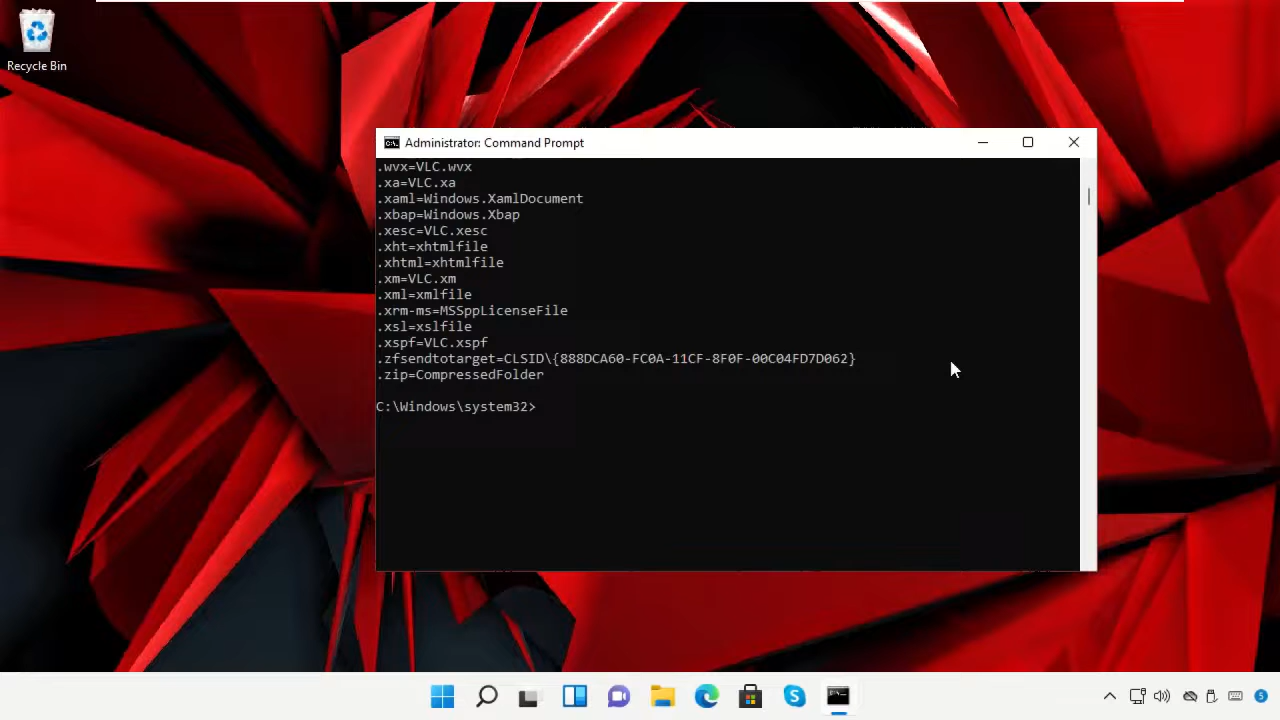 Recycle Bin
Administrator: Command Prompt
.wvx=VLC.wvx
.xa=VLC.xa
.xaml=Windows.XamlDocument
.xbap=Windows.Xbap
.xesc=VLC.xesc
.xht=xhtmlfile
.xhtml=xhtmlfile
.xm=VLC.xm
.xml=xmlfile
.xrm-ms=MSSppLicenseFile
.xsl=xslfile
.xspf=VLC.xspf
.zfsendtotarget=CLSID\{888DCA60-FC0A-11CF-8F0F-00C04FD7D062}
.zip=CompressedFolder
C:\Windows\system32>
5